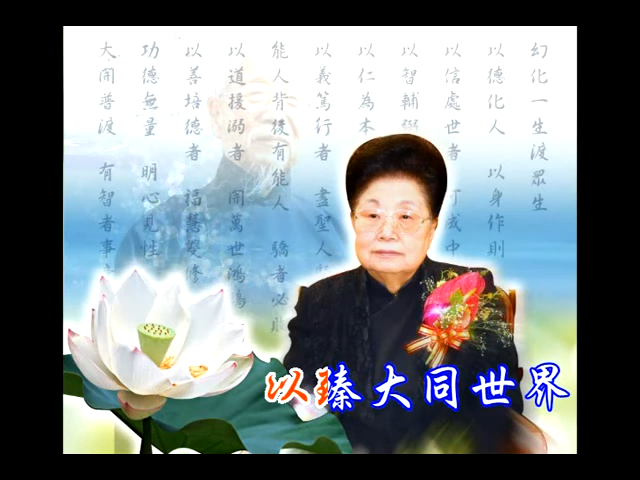 幻化一生渡眾生
以德化人 以身作則
以信處世者
以智輔
以仁為本
以義篤行者 盡聖人
能人背後有能人 驕者必敗
以道援溺者 開萬世鴻
以善培德者 福慧雙修
功德無量 明心見性
大開普渡 有智者事
以臻大同世界